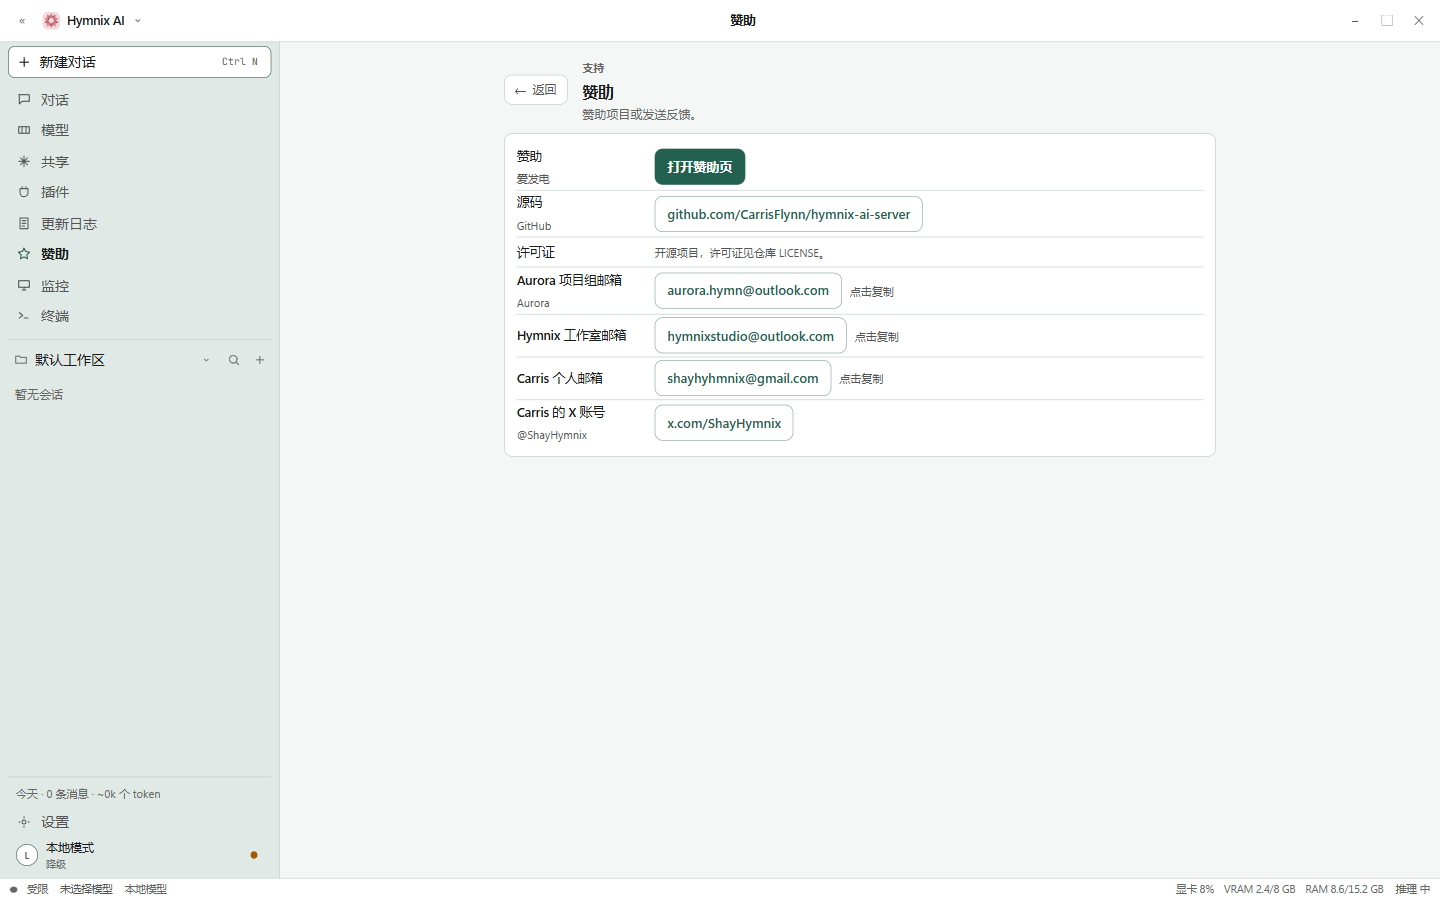 « Hymnix AI
赞助
新建对话 Ctrl N
对话
模型
共享
插件
更新日志
赞助
监控
终端
默认工作区
暂无会话
今天 · 0 条消息 · ~0k 个 token
设置
L
本地模式
降级
← 返回
支持
赞助
赞助项目或发送反馈。
赞助
爱发电
打开赞助页
源码
GitHub
github.com/CarrisFlynn/hymnix-ai-server
许可证
开源项目，许可证见仓库 LICENSE。
Aurora 项目组邮箱
Aurora
aurora.hymn@outlook.com 点击复制
Hymnix 工作室邮箱
hymnixstudio@outlook.com 点击复制
Carris 个人邮箱
shayhyhmnix@gmail.com 点击复制
Carris 的 X 账号
@ShayHymnix
x.com/ShayHymnix
受限 未选择模型 本地模型
显卡 8% VRAM 2.4/8 GB RAM 8.6/15.2 GB 推理 中